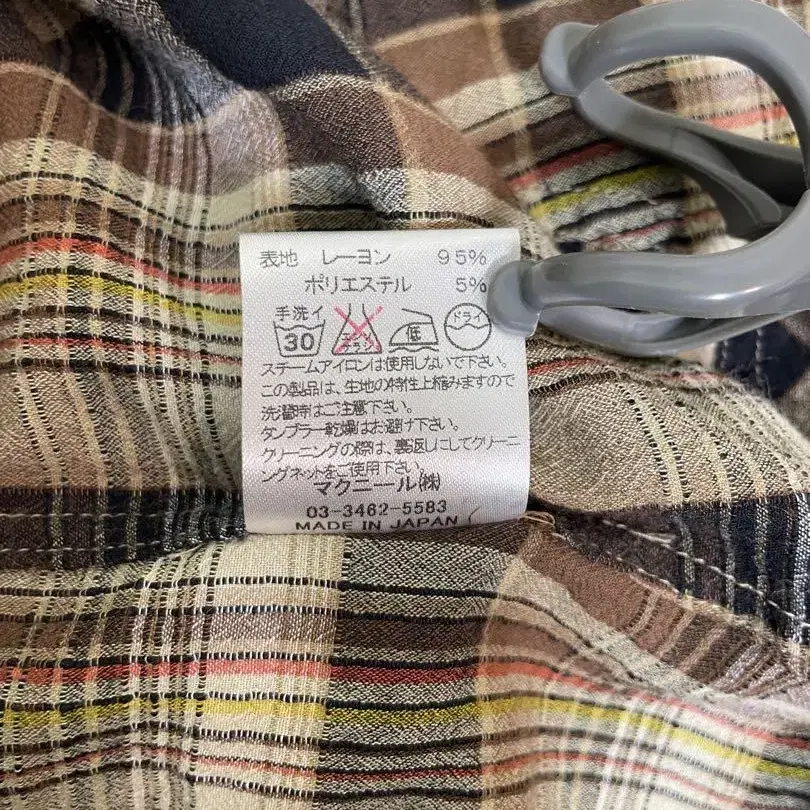 表地 レーヨン 95%
ポリエステル 5%
手洗イ
30 エンソ サラシ 低 ドライ
スチームアイロンは使用しないで下さい。
この製品は、生地の特性上縮みますので
洗濯時はご注意下さい。
タンブラー乾燥はお避け下さい。
クリーニングの際は、裏返しにしてクリーニ
ングネットをご使用下さい。
マクニール(株)
03-3462-5583
MADE IN JAPAN